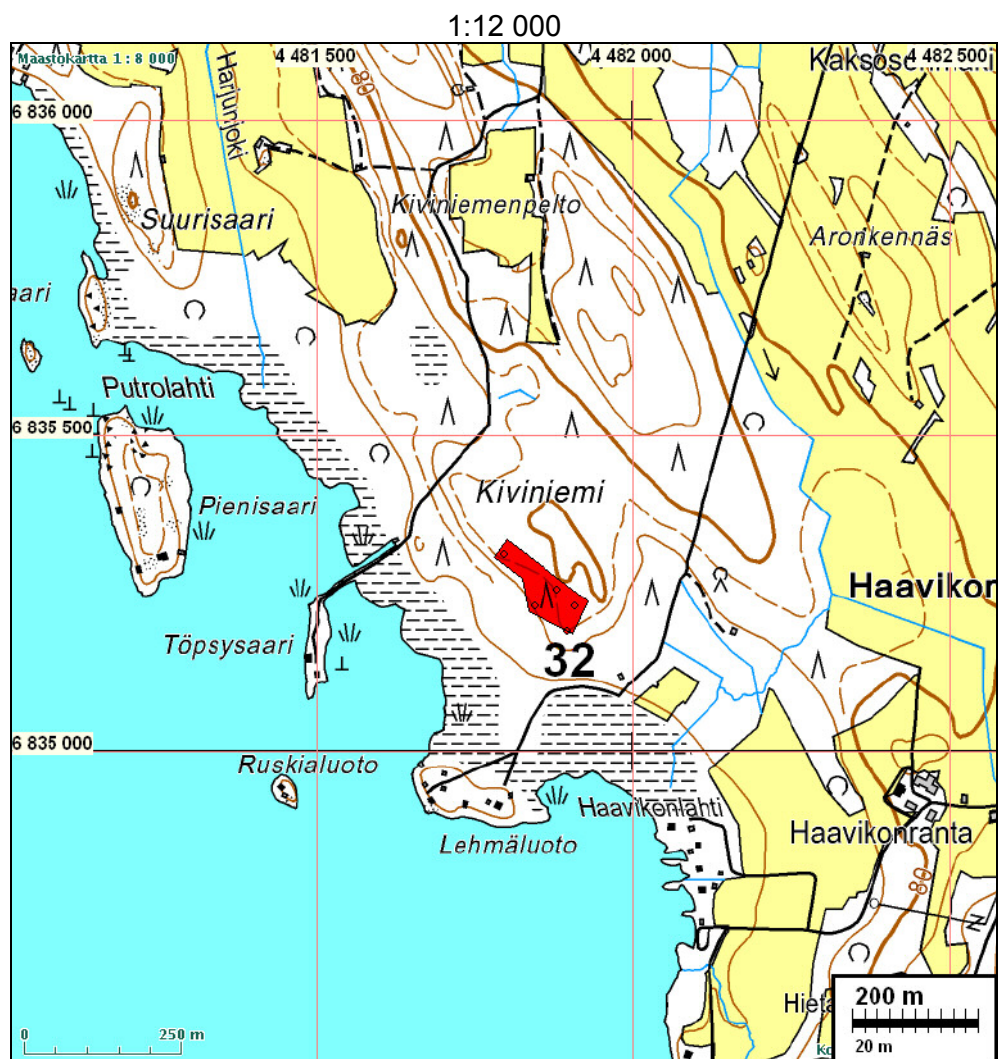 1:12 000
Maastokartta 1 : 8 000
4 481 500
4 482 000
4 482 500
Harjunjoki
6 836 000
Kiviniemenpelto
Suurisaari
Aronkennäs
Putrolahti
6 835 500
Kiviniemi
Pienisaari
Haavikor
Töpsysaari
32
6 835 000
Ruskialuoto
Haavikonlahti
Haavikonranta
Lehmäluoto
200 m
20 m
0 250 m